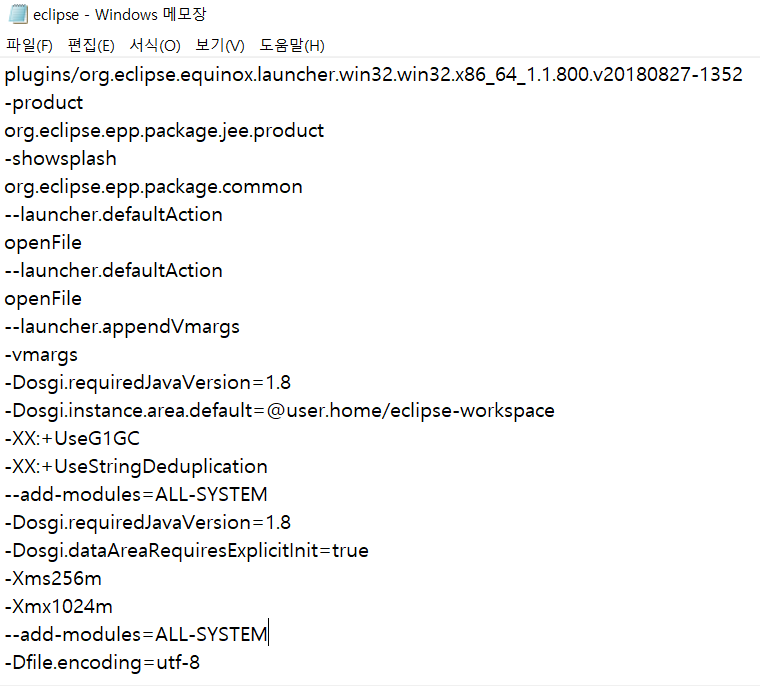 eclipse - Windows 메모장
파일(F) 편집(E) 서식(O) 보기(V) 도움말(H)
plugins/org.eclipse.equinox.launcher.win32.win32.x86_64_1.1.800.v20180827-1352
-product
org.eclipse.epp.package.jee.product
-showsplash
org.eclipse.epp.package.common
--launcher.defaultAction
openFile
--launcher.defaultAction
openFile
--launcher.appendVmargs
-vmargs
-Dosgi.requiredJavaVersion=1.8
-Dosgi.instance.area.default=@user.home/eclipse-workspace
-XX:+UseG1GC
-XX:+UseStringDeduplication
--add-modules=ALL-SYSTEM
-Dosgi.requiredJavaVersion=1.8
-Dosgi.dataAreaRequiresExplicitInit=true
-Xms256m
-Xmx1024m
--add-modules=ALL-SYSTEM
-Dfile.encoding=utf-8